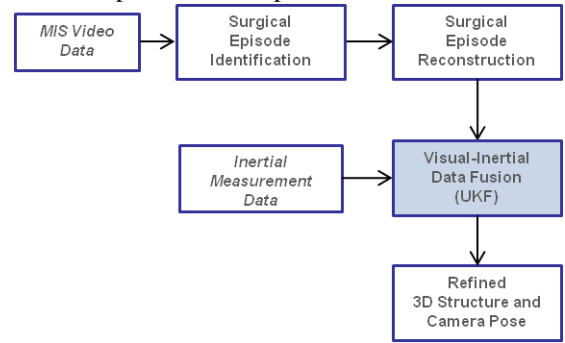 MIS Video
Data
Surgical
Episode
Identification
Surgical
Episode
Reconstruction
Inertial
Measurement
Data
Visual-Inertial
Data Fusion
(UKF)
Refined
3D Structure and
Camera Pose